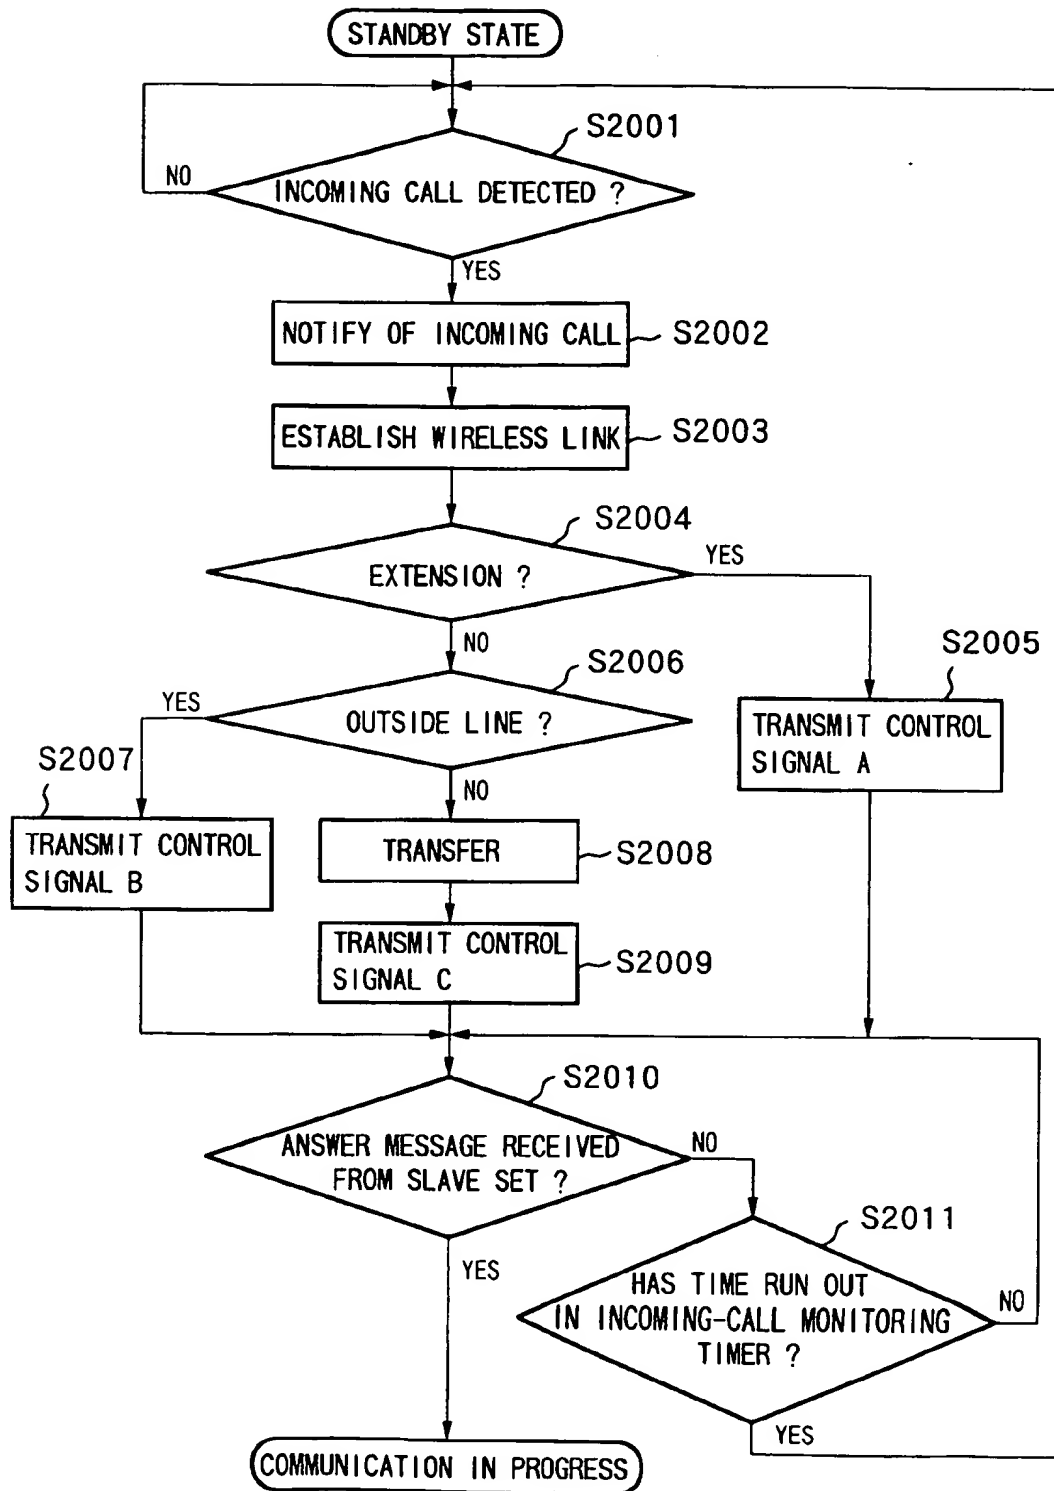 STANDBY STATE
S2001
NO
INCOMING CALL DETECTED ?
YES
NOTIFY OF INCOMING CALL
S2002
ESTABLISH WIRELESS LINK
S2003
S2004
EXTENSION ?
YES
NO
S2006
S2005
YES
OUTSIDE LINE ?
TRANSMIT CONTROL
SIGNAL A
S2007
NO
TRANSMIT CONTROL
SIGNAL B
TRANSFER
S2008
TRANSMIT CONTROL
SIGNAL C
S2009
S2010
ANSWER MESSAGE RECEIVED
FROM SLAVE SET ?
NO
S2011
YES
HAS TIME RUN OUT
IN INCOMING-CALL MONITORING
TIMER ?
NO
YES
COMMUNICATION IN PROGRESS